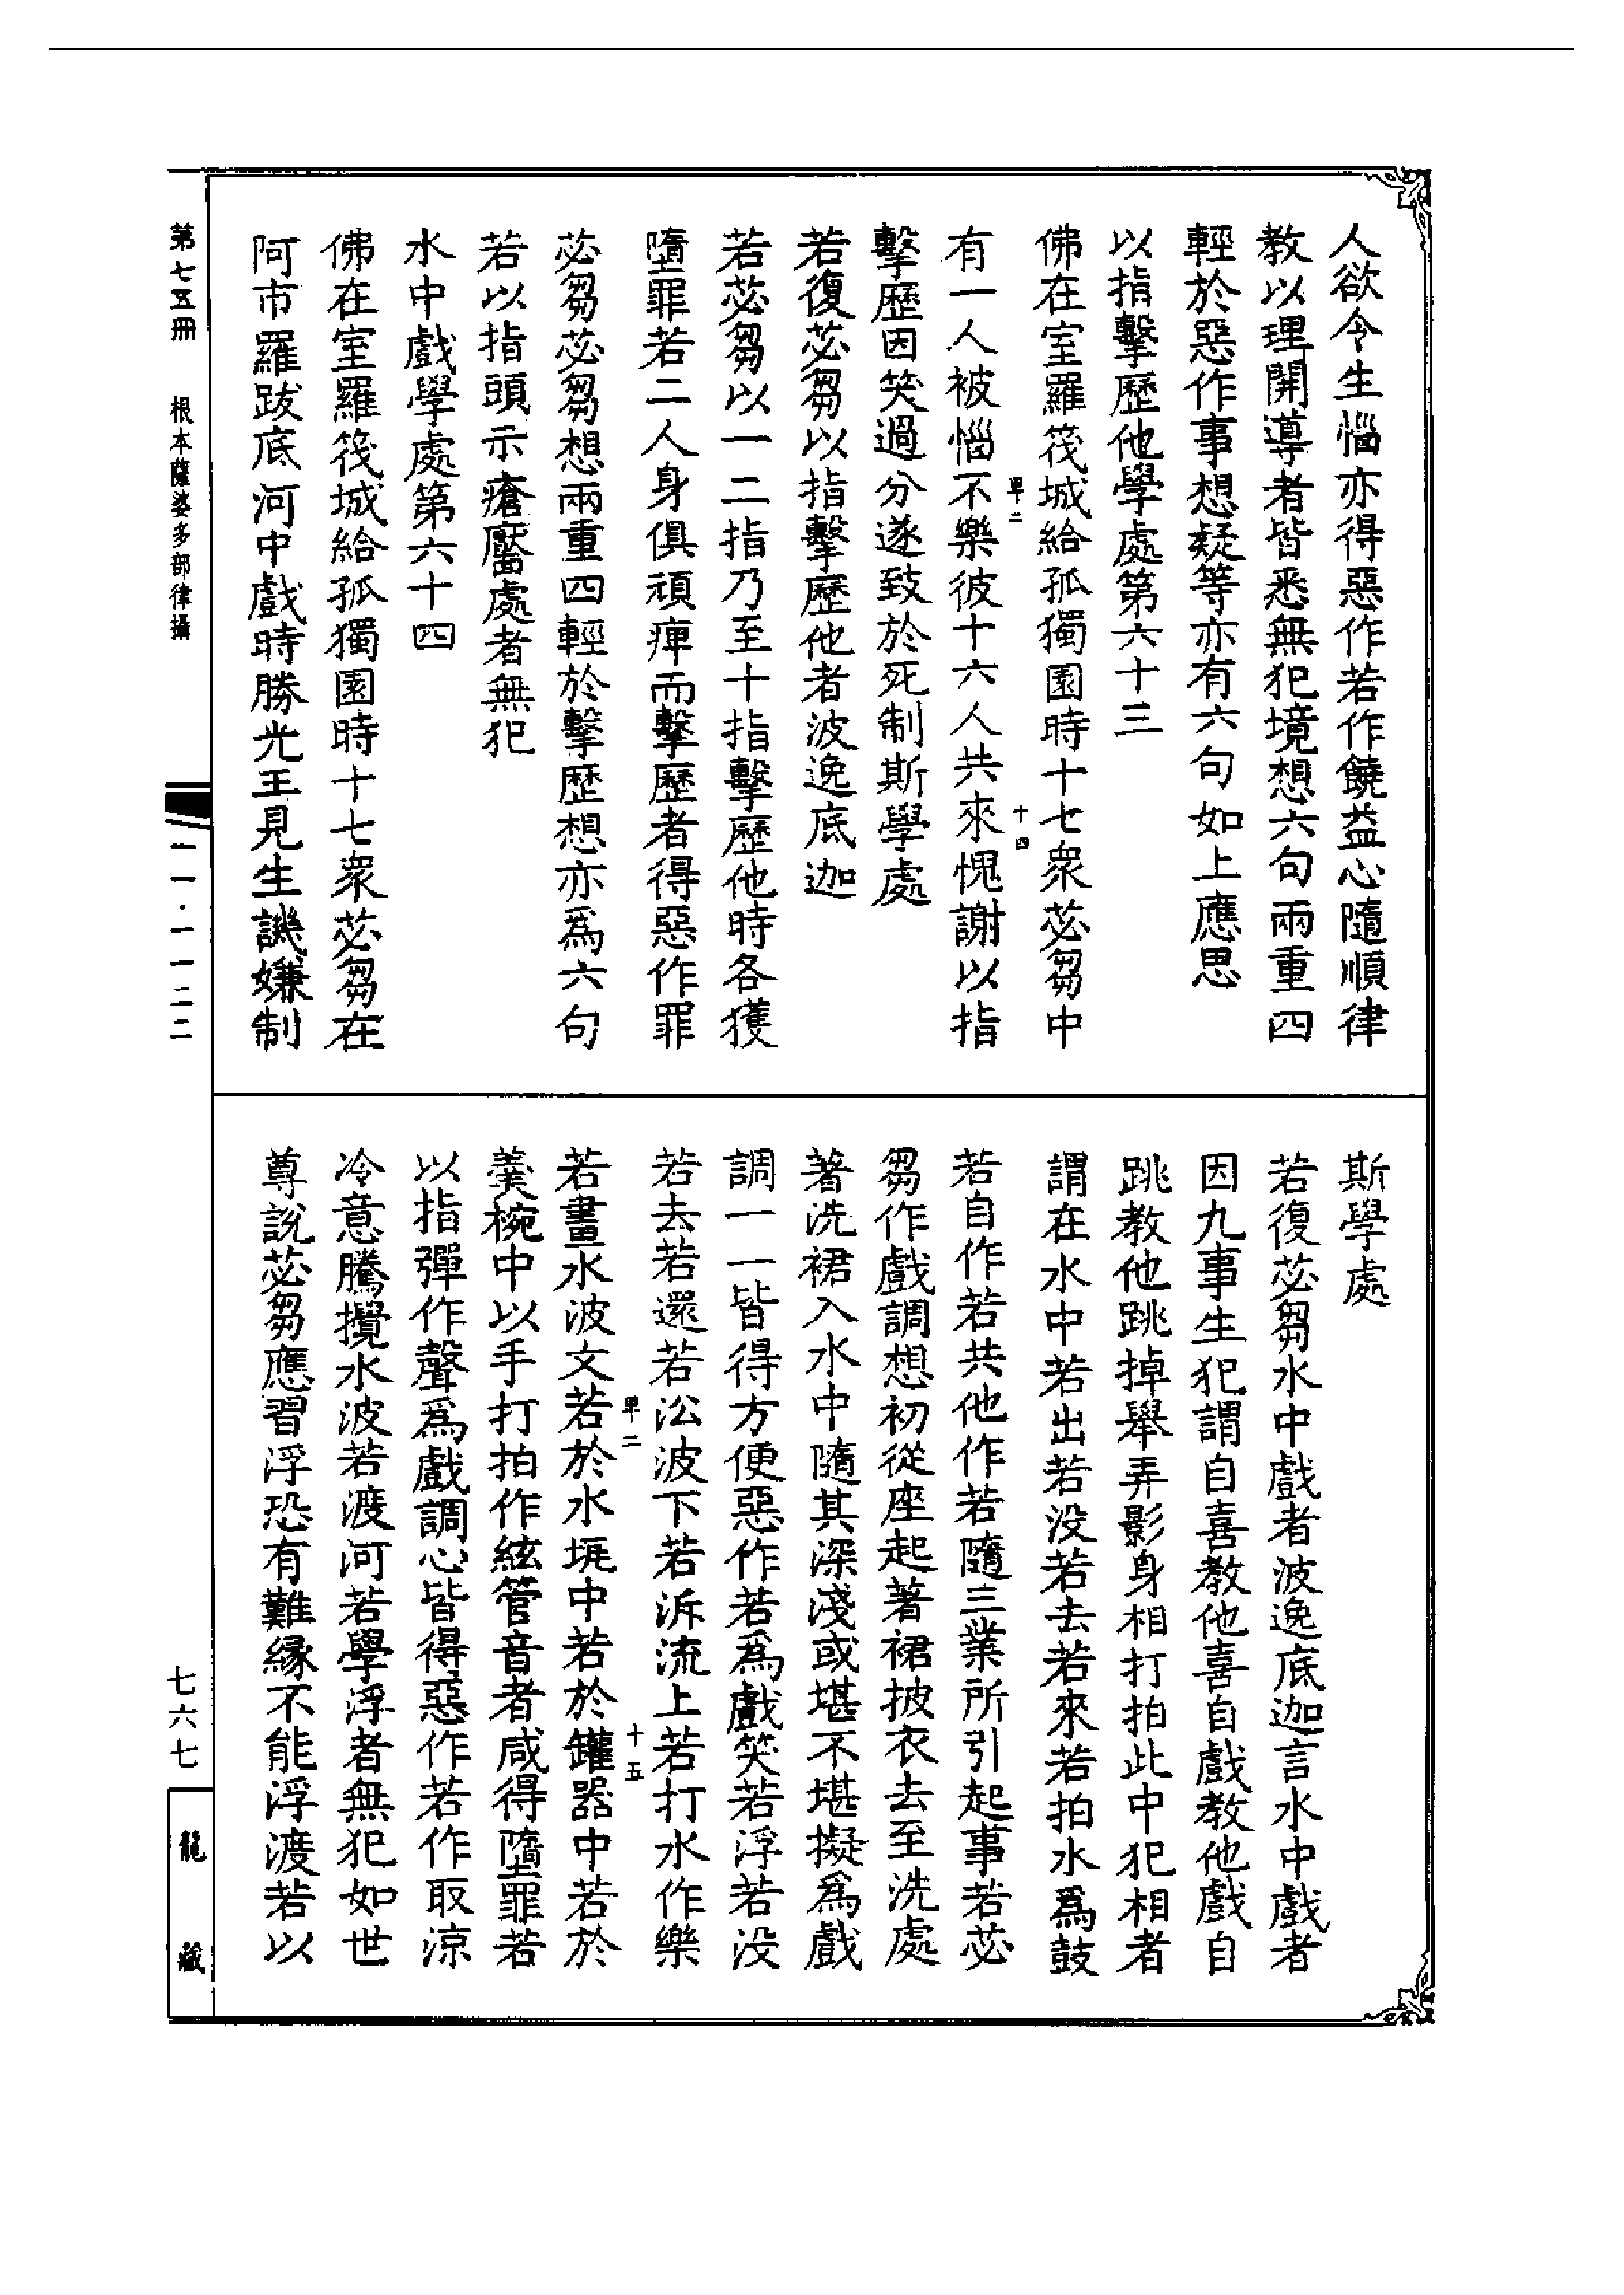 人欲令生惱亦得惡作若作饒益心隨順律
教以理開導者皆悉無犯境想六句兩重四
輕於惡作事想疑等亦有六句如上應思
以指擊歷他學處第六十三
佛在室羅筏城給孤獨園時十七衆苾芻中
有一人被惱不樂彼十六人共來愧謝以指
擊歷因笑過分遂致於死制斯學處
若復苾芻以指擊歷他者波逸底迦
若苾芻以一二指乃至十指擊歷他時各獲
墮罪若二人身俱頑痺而擊歷者得惡作罪
苾芻苾芻想兩重四輕於擊歷想亦爲六句
若以指頭示瘡靨處者無犯
水中戲學處第六十四
佛在室羅筏城給孤獨園時十七衆苾芻在
阿市羅跋底河中戲時勝光王見生譏嫌制
斯學處
若復苾芻水中戲者波逸底迦言水中戲者
因九事生犯謂自喜教他喜自戲教他戲自
跳教他跳掉舉弄影身相打拍此中犯相者
謂在水中若出若没若去若來若拍水爲鼓
若自作若共他作若隨三業所引起事若苾
芻作戲調想初從座起著裙披衣去至洗處
著洗裙入水中隨其深淺或堪不堪擬爲戲
調一一皆得方便惡作若爲戲笑若浮若没
若去若還若㳂波下若泝流上若打水作樂
若畫水波文若於水埿中若於鑵器中若於
羹椀中以手打拍作絃管音者咸得墮罪若
以指彈作聲爲戲調心皆得惡作若作取涼
冷意騰攪水波若渡河若學浮者無犯如世
尊説苾芻應習浮恐有難緣不能浮渡若以
畢二
十四
畢二
十五
第七五冊
根本薩婆多部律攝
一一·一一二二
七六七
龍藏